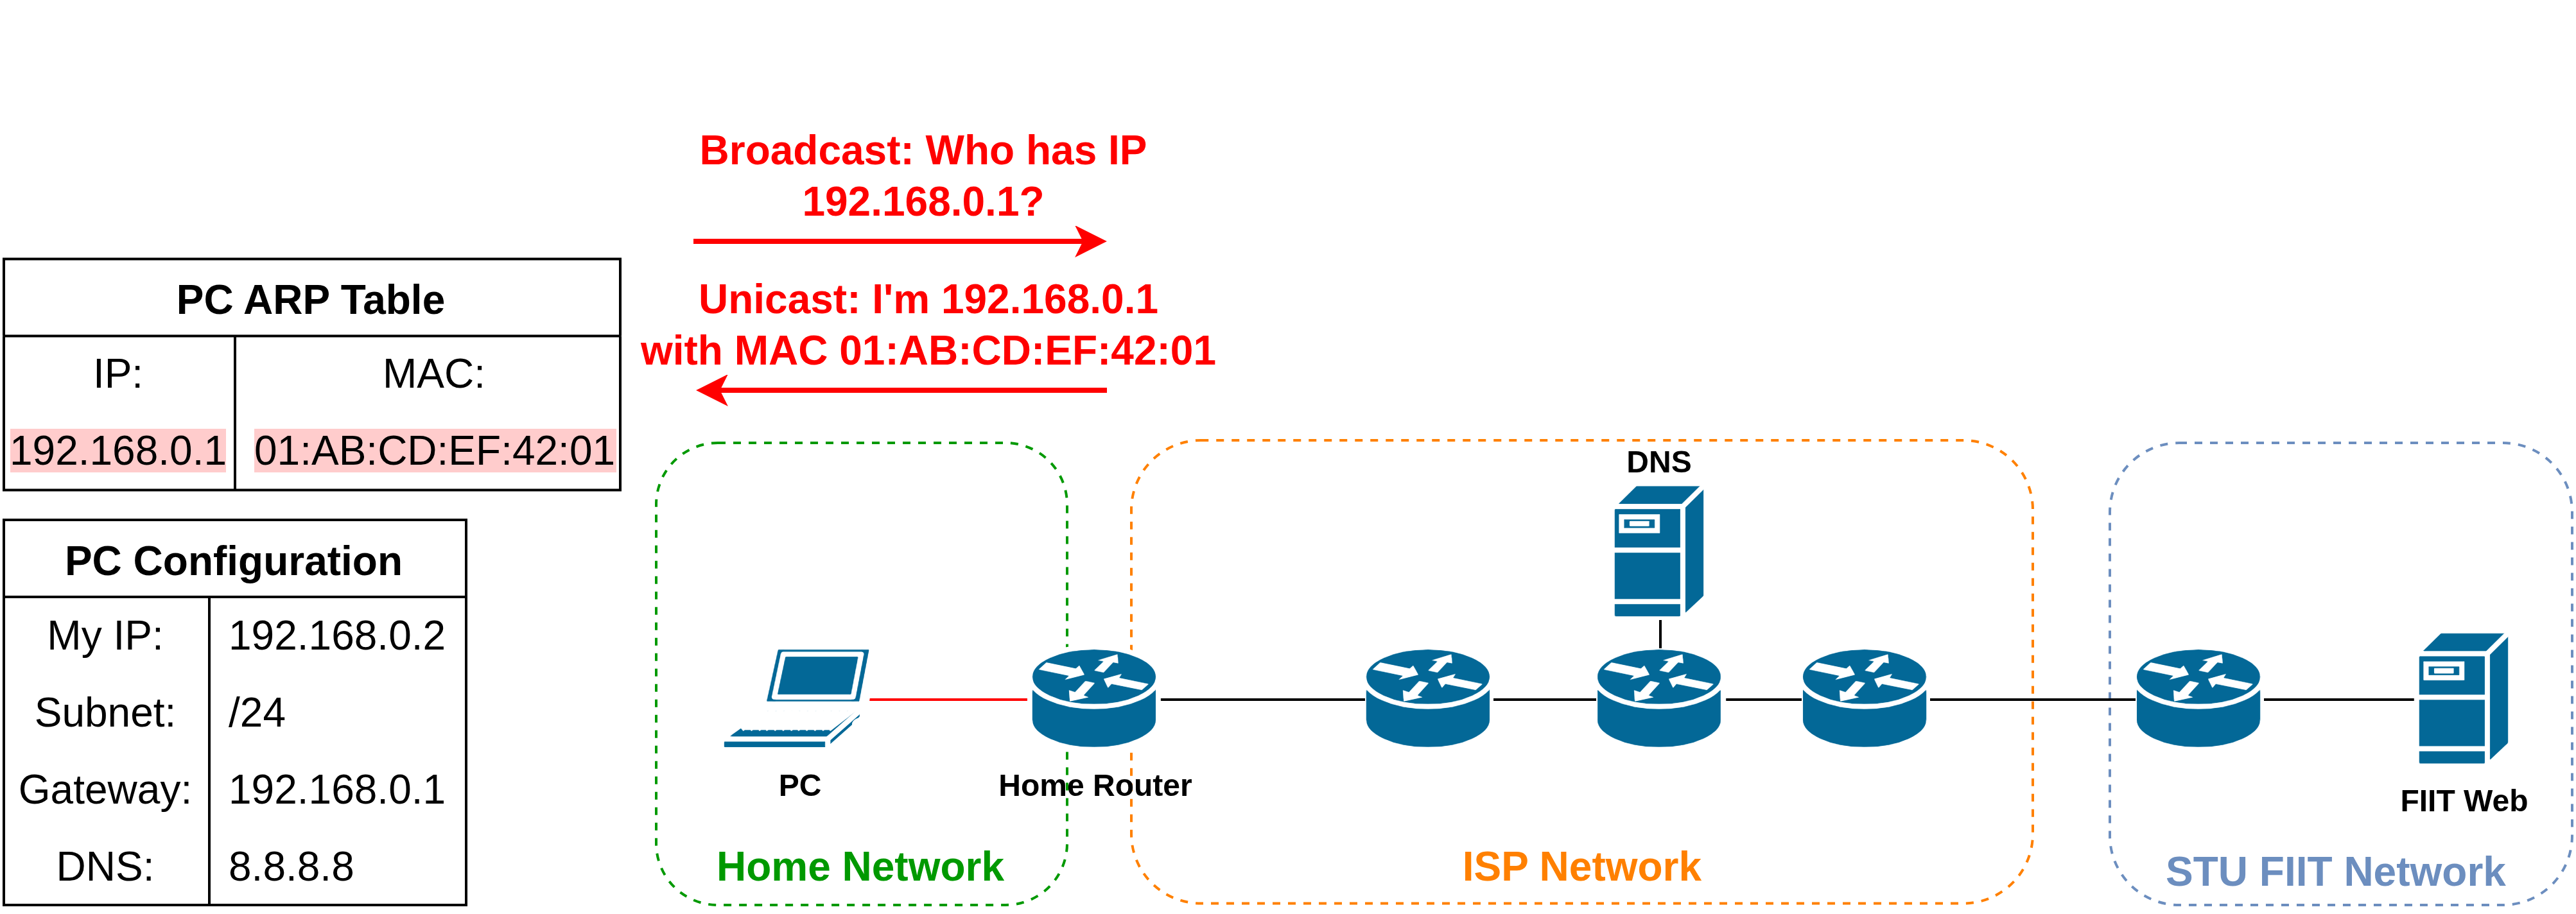 Broadcast: Who has IP
192.168.0.1?
Unicast: I'm 192.168.0.1
with MAC 01:AB:CD:EF:42:01
PC ARP Table
IP: MAC:
192.168.0.1 01:AB:CD:EF:42:01
PC Configuration
My IP: 192.168.0.2
Subnet: /24
Gateway: 192.168.0.1
DNS: 8.8.8.8
PC
Home Router
Home Network
DNS
ISP Network
FIIT Web
STU FIIT Network